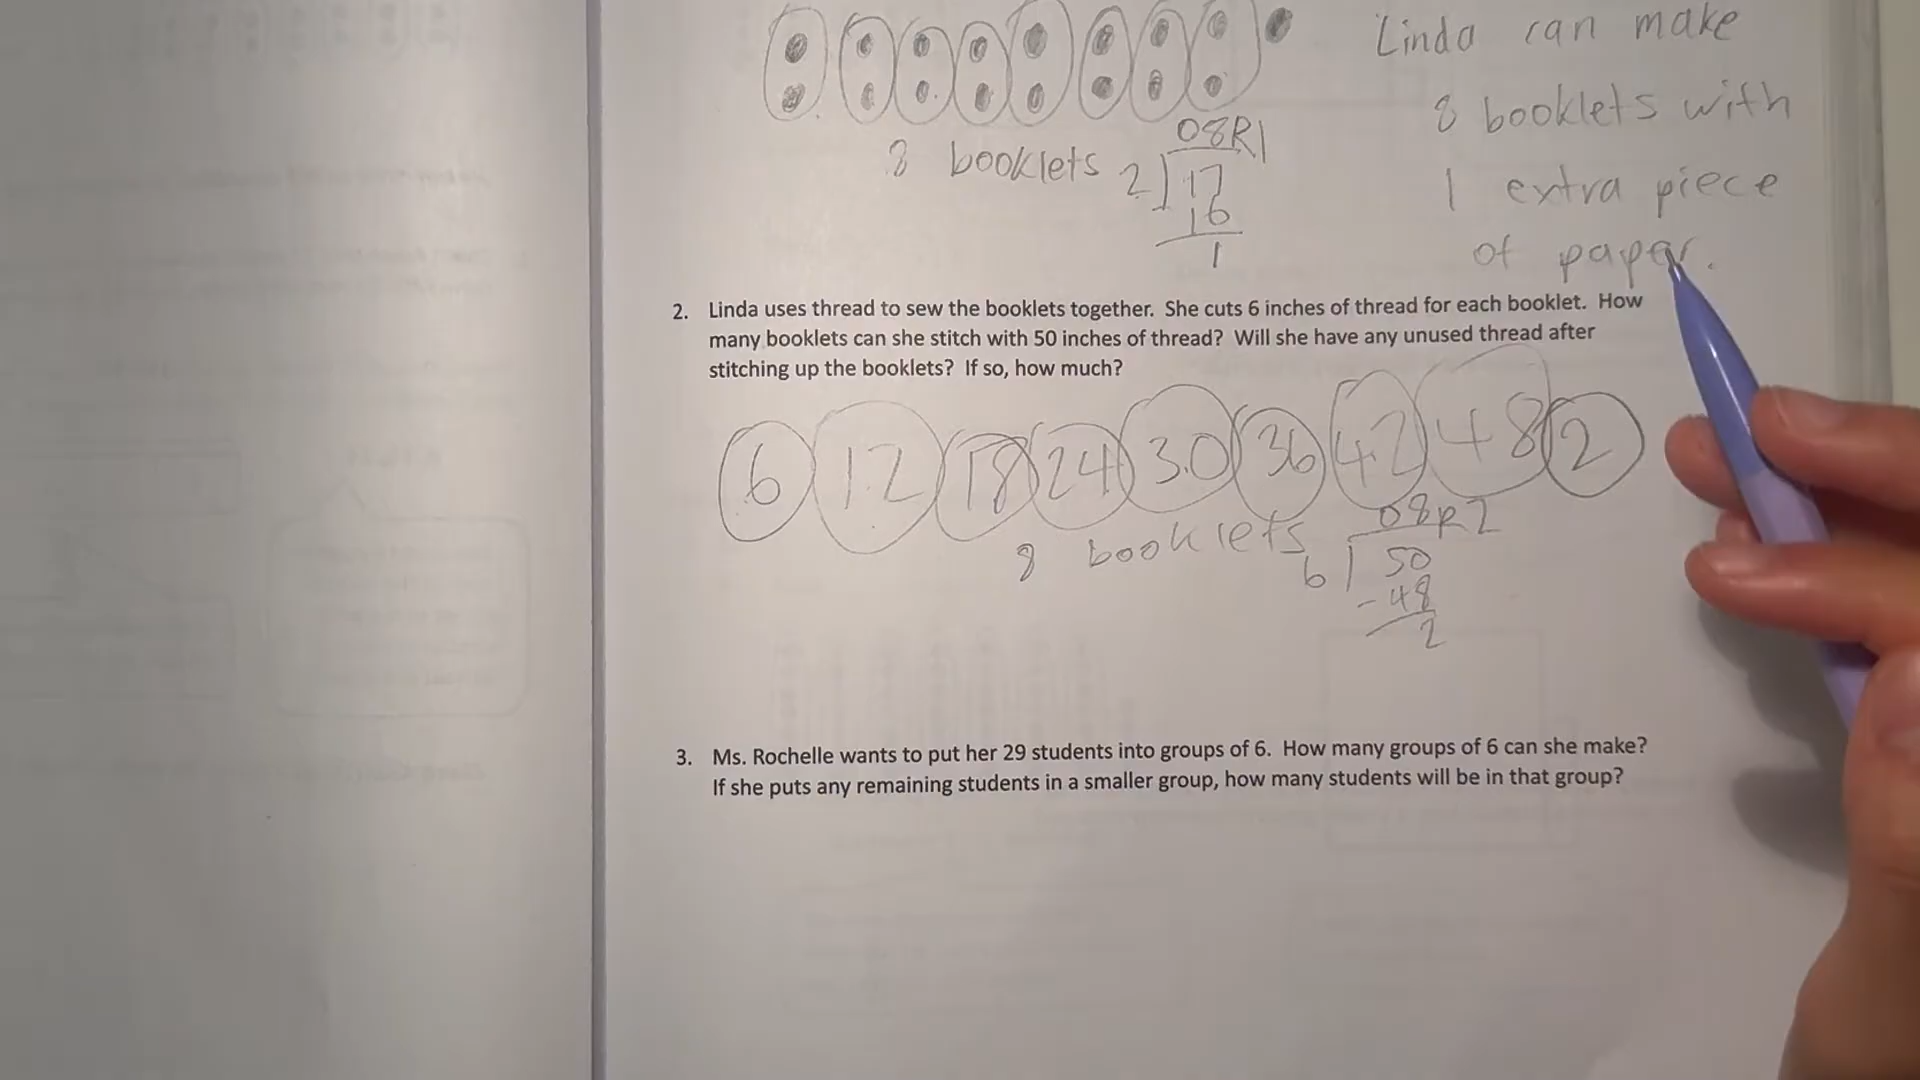 Linda can make
8 booklets with
1 extra piece
of paper.
8 booklets
08R1
2 17
16
1
2. Linda uses thread to sew the booklets together. She cuts 6 inches of thread for each booklet. How
many booklets can she stitch with 50 inches of thread? Will she have any unused thread after
stitching up the booklets? If so, how much?
6 12 18 24 30 36 42 48 2
8 booklets
08R2
6 50
- 48
2
3. Ms. Rochelle wants to put her 29 students into groups of 6. How many groups of 6 can she make?
If she puts any remaining students in a smaller group, how many students will be in that group?